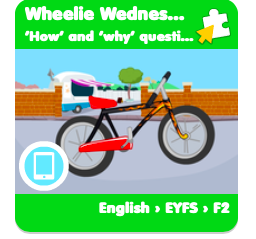 Wheelie Wednes...
‘How’ and ‘why’ questi...
English › EYFS › F2